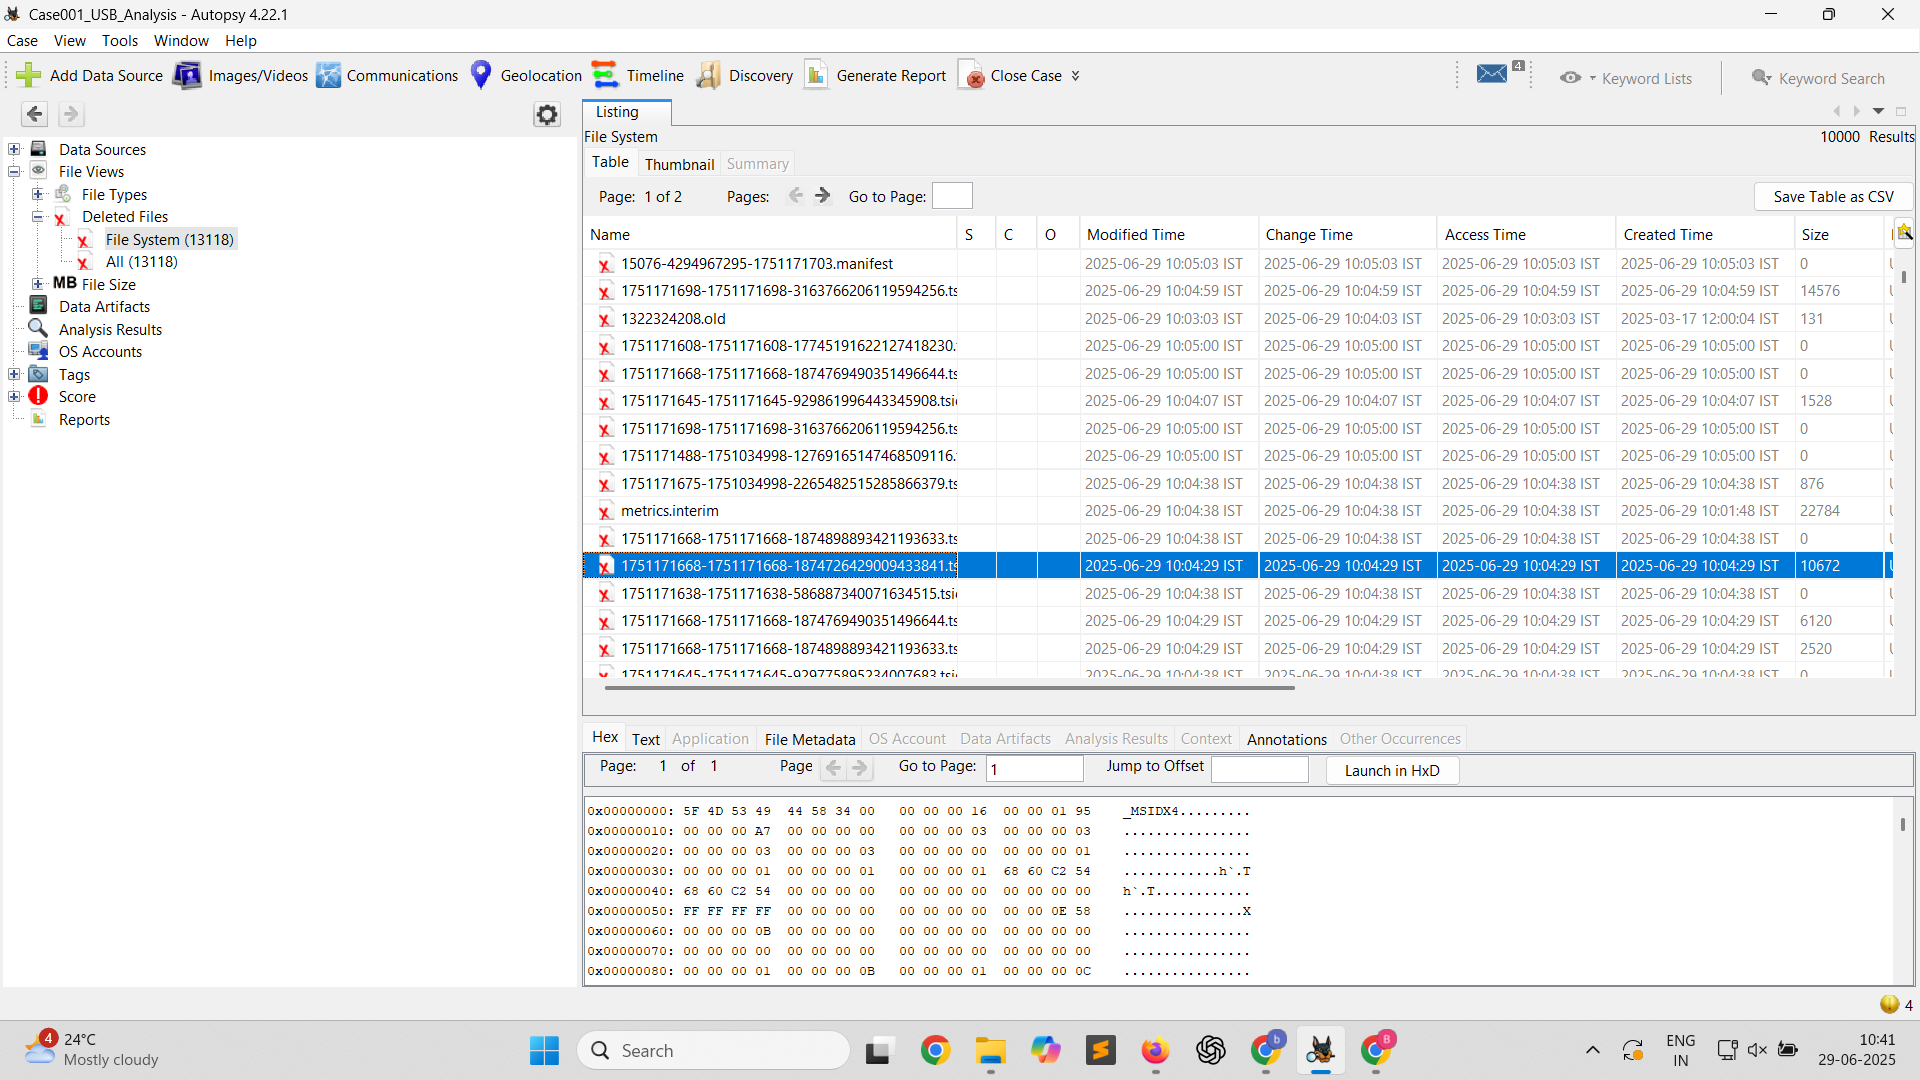 Case001_USB_Analysis - Autopsy 4.22.1
Case View Tools Window Help
Add Data Source Images/Videos Communications Geolocation Timeline Discovery Generate Report Close Case 4 Keyword Lists Keyword Search
Data Sources
File Views
File Types
Deleted Files
File System (13118)
All (13118)
MB File Size
Data Artifacts
Analysis Results
OS Accounts
Tags
Score
Reports
Listing
File System 10000 Results
Table Thumbnail Summary
Page: 1 of 2 Pages: Go to Page: Save Table as CSV
Name S C O Modified Time Change Time Access Time Created Time Size
15076-4294967295-1751171703.manifest 2025-06-29 10:05:03 IST 2025-06-29 10:05:03 IST 2025-06-29 10:05:03 IST 2025-06-29 10:05:03 IST 0
1751171698-1751171698-3163766206119594256.ts 2025-06-29 10:04:59 IST 2025-06-29 10:04:59 IST 2025-06-29 10:04:59 IST 2025-06-29 10:04:59 IST 14576
1322324208.old 2025-06-29 10:03:03 IST 2025-06-29 10:04:03 IST 2025-06-29 10:03:03 IST 2025-03-17 12:00:04 IST 131
1751171608-1751171608-17745191622127418230. 2025-06-29 10:05:00 IST 2025-06-29 10:05:00 IST 2025-06-29 10:05:00 IST 2025-06-29 10:05:00 IST 0
1751171668-1751171668-1874769490351496644.ts 2025-06-29 10:05:00 IST 2025-06-29 10:05:00 IST 2025-06-29 10:05:00 IST 2025-06-29 10:05:00 IST 0
1751171645-1751171645-929861996443345908.tsi 2025-06-29 10:04:07 IST 2025-06-29 10:04:07 IST 2025-06-29 10:04:07 IST 2025-06-29 10:04:07 IST 1528
1751171698-1751171698-3163766206119594256.ts 2025-06-29 10:05:00 IST 2025-06-29 10:05:00 IST 2025-06-29 10:05:00 IST 2025-06-29 10:05:00 IST 0
1751171488-1751034998-12769165147468509116. 2025-06-29 10:05:00 IST 2025-06-29 10:05:00 IST 2025-06-29 10:05:00 IST 2025-06-29 10:05:00 IST 0
1751171675-1751034998-2265482515285866379.ts 2025-06-29 10:04:38 IST 2025-06-29 10:04:38 IST 2025-06-29 10:04:38 IST 2025-06-29 10:04:38 IST 876
metrics.interim 2025-06-29 10:04:38 IST 2025-06-29 10:04:38 IST 2025-06-29 10:04:38 IST 2025-06-29 10:01:48 IST 22784
1751171668-1751171668-1874898893421193633.ts 2025-06-29 10:04:38 IST 2025-06-29 10:04:38 IST 2025-06-29 10:04:38 IST 2025-06-29 10:04:38 IST 0
1751171668-1751171668-1874726429009433841.ts 2025-06-29 10:04:29 IST 2025-06-29 10:04:29 IST 2025-06-29 10:04:29 IST 2025-06-29 10:04:29 IST 10672
1751171638-1751171638-586887340071634515.tsi 2025-06-29 10:04:38 IST 2025-06-29 10:04:38 IST 2025-06-29 10:04:38 IST 2025-06-29 10:04:38 IST 0
1751171668-1751171668-1874769490351496644.ts 2025-06-29 10:04:29 IST 2025-06-29 10:04:29 IST 2025-06-29 10:04:29 IST 2025-06-29 10:04:29 IST 6120
1751171668-1751171668-1874898893421193633.ts 2025-06-29 10:04:29 IST 2025-06-29 10:04:29 IST 2025-06-29 10:04:29 IST 2025-06-29 10:04:29 IST 2520
1751171645-1751171645-929775895234007683.tsi 2025-06-29 10:04:38 IST 2025-06-29 10:04:38 IST 2025-06-29 10:04:38 IST 2025-06-29 10:04:38 IST 0
Hex Text Application File Metadata OS Account Data Artifacts Analysis Results Context Annotations Other Occurrences
Page: 1 of 1 Page Go to Page: 1 Jump to Offset Launch in HxD
0x00000000: 5F 4D 53 49 44 58 34 00 00 00 00 16 00 00 01 95 _MSIDX4.........
0x00000010: 00 00 00 A7 00 00 00 00 00 00 00 03 00 00 00 03 ................
0x00000020: 00 00 00 03 00 00 00 03 00 00 00 00 00 00 00 01 ................
0x00000030: 00 00 00 01 00 00 00 01 00 00 00 01 68 60 C2 54 ............h`.T
0x00000040: 68 60 C2 54 00 00 00 00 00 00 00 00 00 00 00 00 h`.T............
0x00000050: FF FF FF FF 00 00 00 00 00 00 00 00 00 00 0E 58 ...............X
0x00000060: 00 00 00 0B 00 00 00 00 00 00 00 00 00 00 00 00 ................
0x00000070: 00 00 00 00 00 00 00 00 00 00 00 00 00 00 00 00 ................
0x00000080: 00 00 00 01 00 00 00 0B 00 00 00 01 00 00 00 0C ................
4
4 24°C
Mostly cloudy
Search
b
B
ENG
IN
10:41
29-06-2025